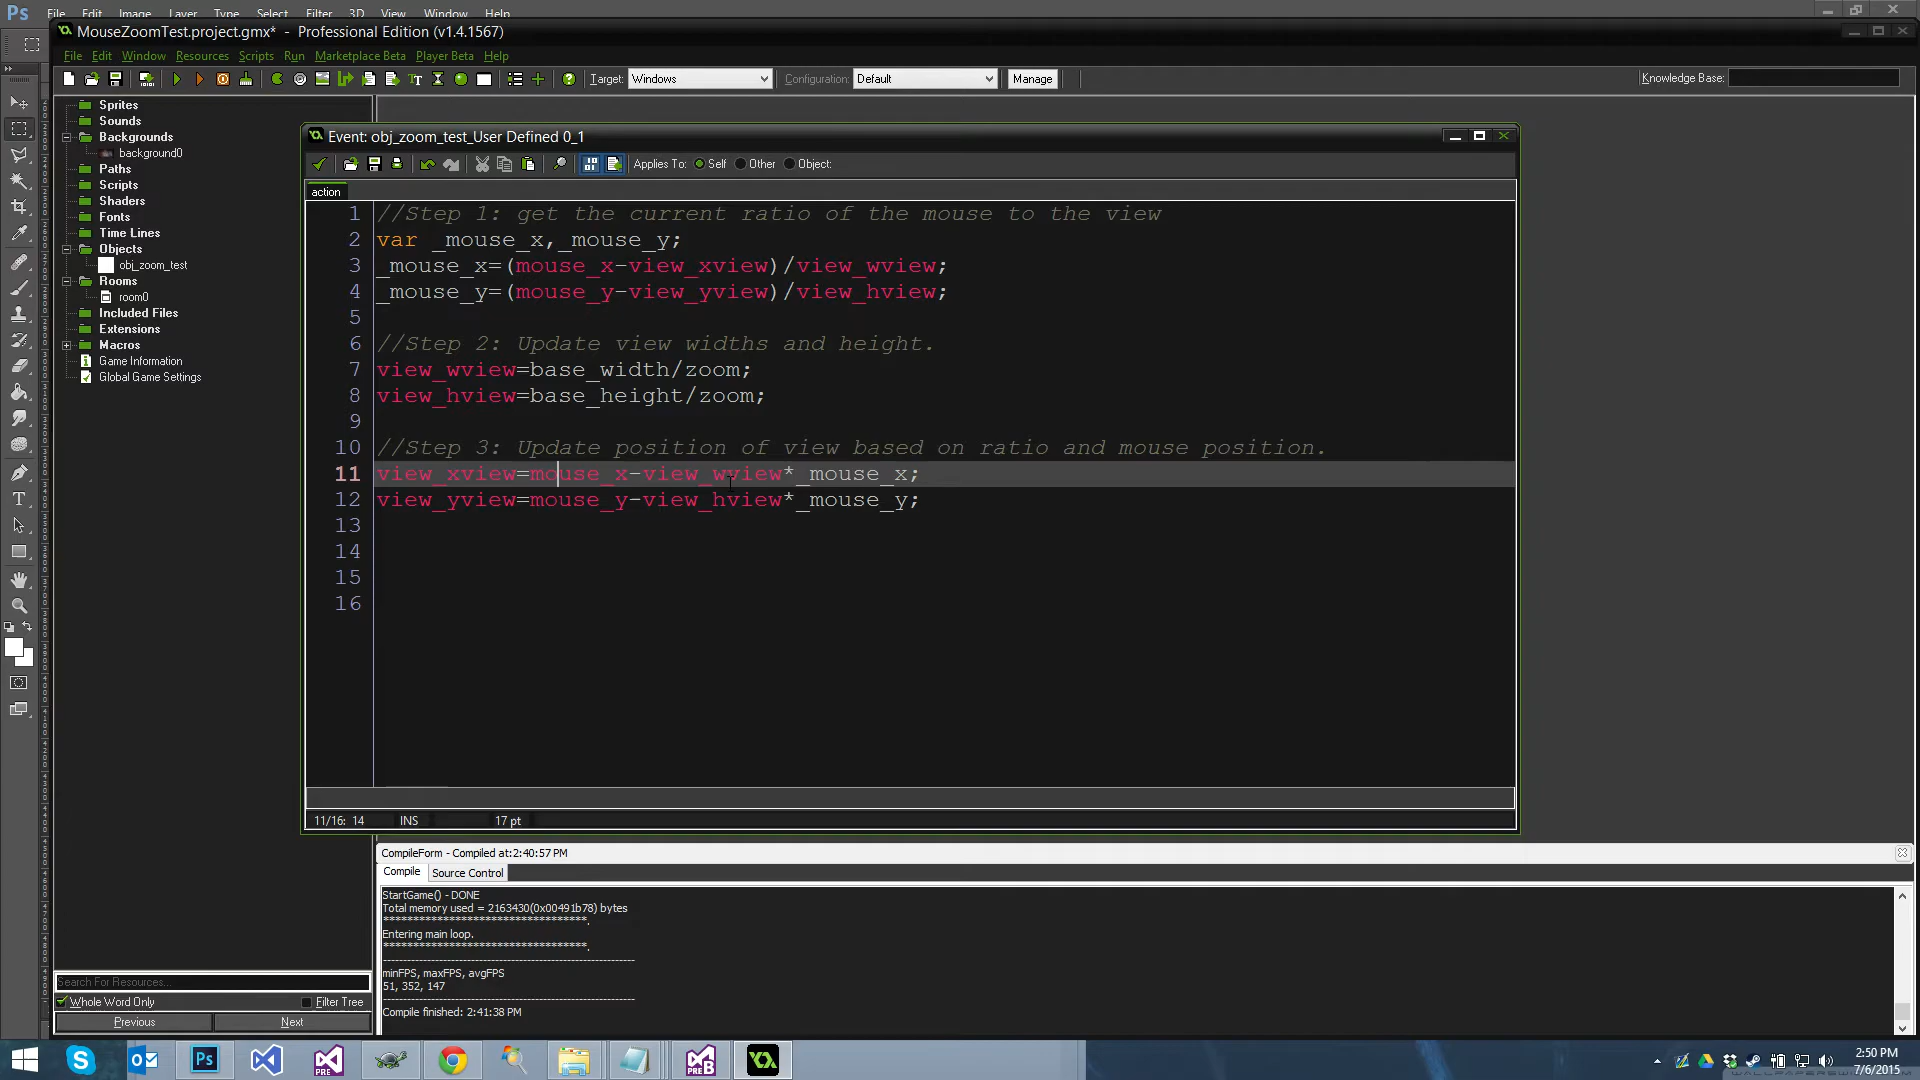 Ps File Edit Image Layer Type Select Filter 3D View Window Help
MouseZoomTest.project.gmx* - Professional Edition (v1.4.1567)
File Edit Window Resources Scripts Run Marketplace Beta Player Beta Help
Target: Windows Configuration: Default Manage Knowledge Base:
Sprites
Sounds
Backgrounds
background0
Paths
Scripts
Shaders
Fonts
Time Lines
Objects
obj_zoom_test
Rooms
room0
Included Files
Extensions
Macros
Game Information
Global Game Settings
Event: obj_zoom_test_User Defined 0_1
Applies To: Self Other Object:
action
1 //Step 1: get the current ratio of the mouse to the view
2 var _mouse_x,_mouse_y;
3 _mouse_x=(mouse_x-view_xview)/view_wview;
4 _mouse_y=(mouse_y-view_yview)/view_hview;
5
6 //Step 2: Update view widths and height.
7 view_wview=base_width/zoom;
8 view_hview=base_height/zoom;
9
10 //Step 3: Update position of view based on ratio and mouse position.
11 view_xview=mouse_x-view_wview*_mouse_x;
12 view_yview=mouse_y-view_hview*_mouse_y;
13
14
15
16
11/16: 14 INS 17 pt
CompileForm - Compiled at:2:40:57 PM
Compile Source Control
StartGame() - DONE
Total memory used = 2163430(0x00491b78) bytes
***********************************.
Entering main loop.
***********************************.
minFPS, maxFPS, avgFPS
51, 352, 147
Compile finished: 2:41:38 PM
Search For Resources...
Whole Word Only Filter Tree
Previous Next
Ps PRE PRE
2:50 PM
7/6/2015